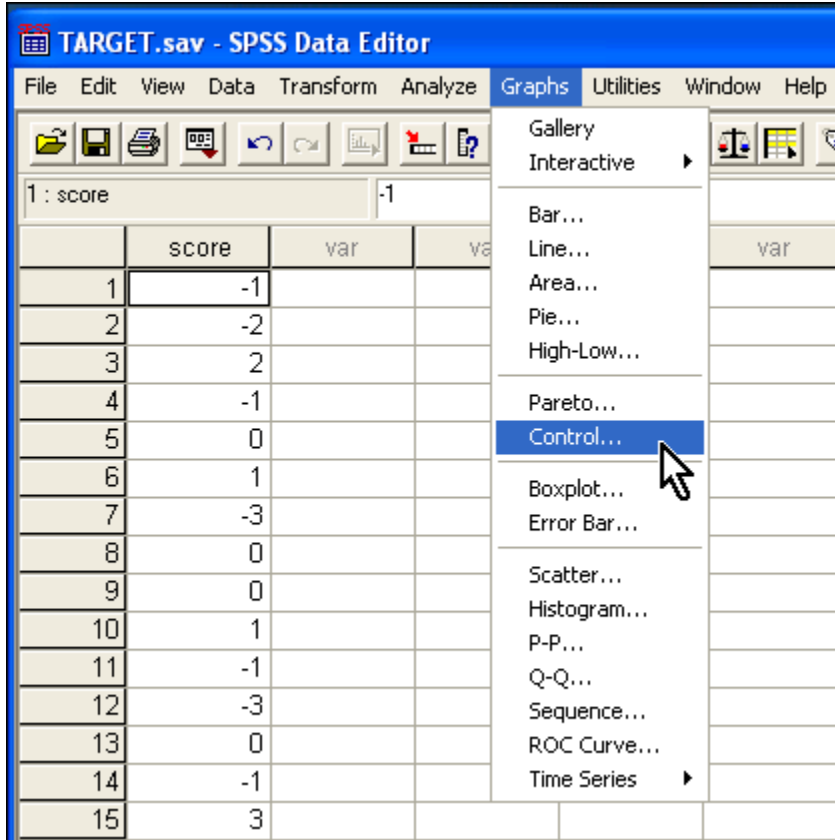 SPSS
TARGET.sav - SPSS Data Editor
File Edit View Data Transform Analyze Graphs Utilities Window Help
1 : score -1
score var va var
1 -1
2 -2
3 2
4 -1
5 0
6 1
7 -3
8 0
9 0
10 1
11 -1
12 -3
13 0
14 -1
15 3
Gallery
Interactive
Bar...
Line...
Area...
Pie...
High-Low...
Pareto...
Control...
Boxplot...
Error Bar...
Scatter...
Histogram...
P-P...
Q-Q...
Sequence...
ROC Curve...
Time Series